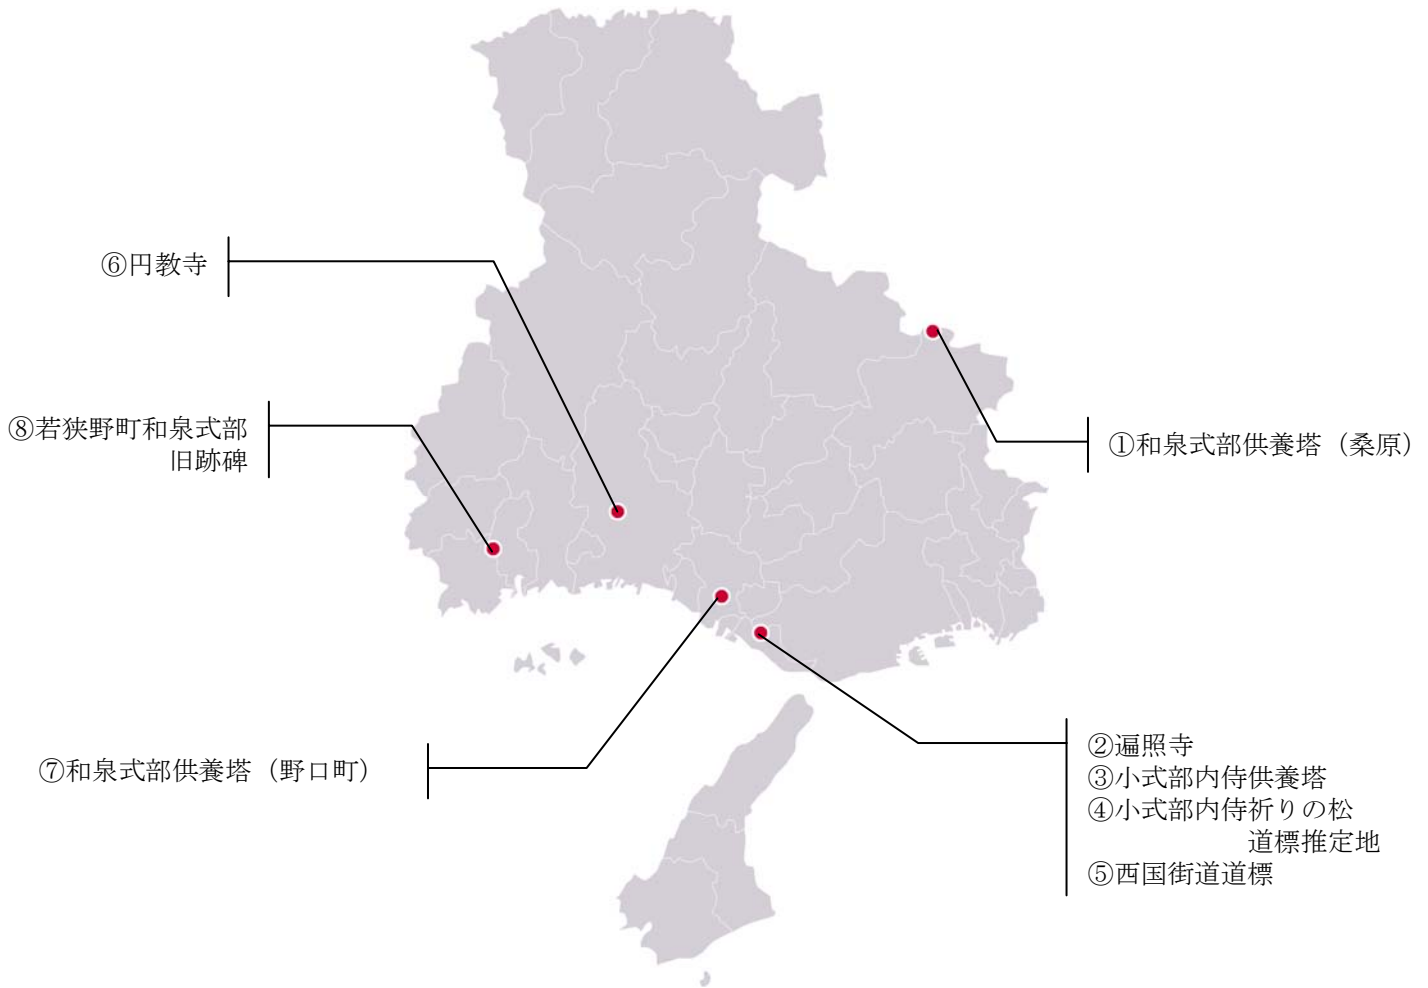 ⑥円教寺
⑧若狭野町和泉式部
旧跡碑
①和泉式部供養塔（桑原）
⑦和泉式部供養塔（野口町）
②遍照寺
③小式部内侍供養塔
④小式部内侍祈りの松
道標推定地
⑤西国街道道標